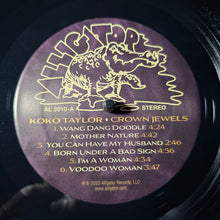 ALLIGATOR
AL 3910-A STEREO
KOKO TAYLOR • CROWN JEWELS
1 WANG DANG DOODLE 4:24
2 MOTHER NATURE 4:24
3 YOU CAN HAVE MY HUSBAND 2:46
4 BORN UNDER A BAD SIGN 4:56
5 I'M A WOMAN 4:34
6 VOODOO WOMAN 3:47
℗© 2025 Alligator Records, LLC
www.alligator.com